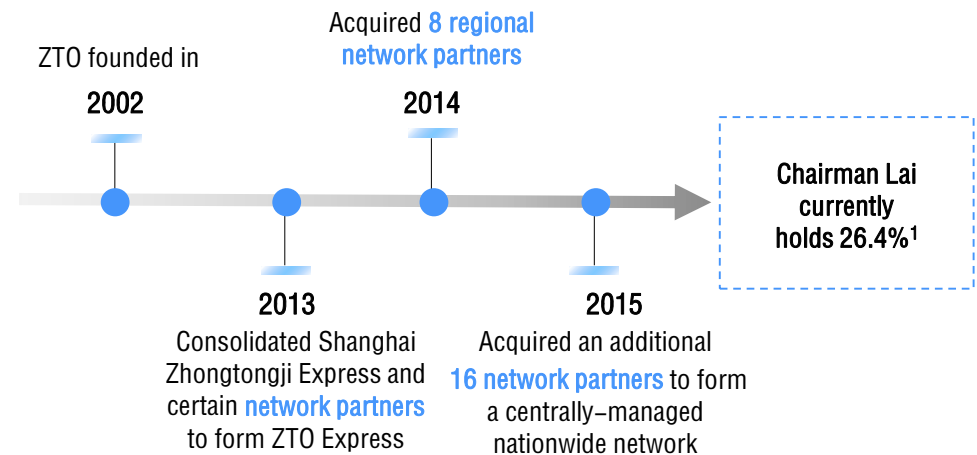 ZTO founded in
2002
2013
Consolidated Shanghai
Zhongtongji Express and
certain network partners
to form ZTO Express
Acquired 8 regional
network partners
2014
2015
Acquired an additional
16 network partners to form
a centrally–managed
nationwide network
Chairman Lai
currently
holds 26.4%¹